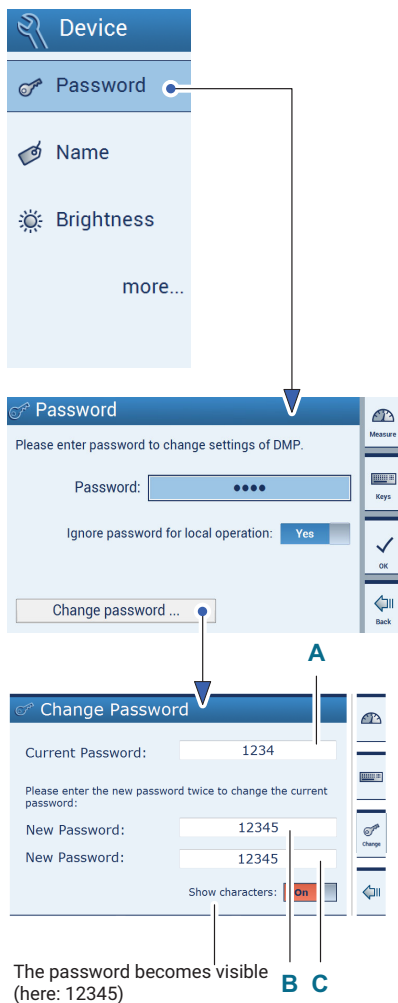 Device
Password
Name
Brightness
more...
Password
Please enter password to change settings of DMP.
Password: ••••
Ignore password for local operation: Yes
Change password ...
Measure
Keys
OK
Back
A
Change Password
Current Password: 1234
Please enter the new password twice to change the current
password:
New Password: 12345
New Password: 12345
Show characters: On
Change
The password becomes visible
(here: 12345)
B C